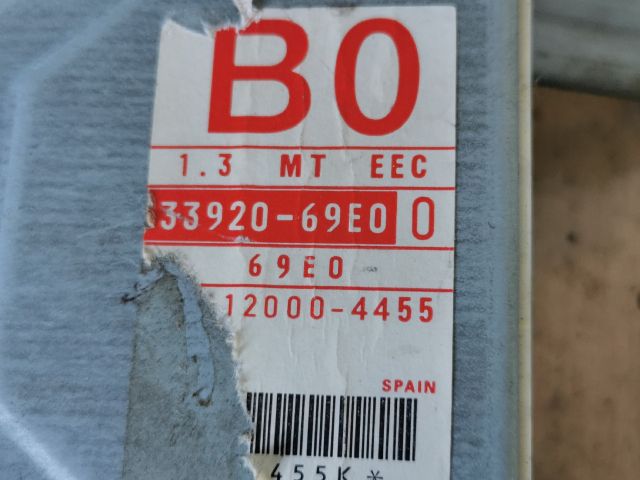 B0
1.3 MT EEC
33920-69E0 0
69E0
12000-4455
SPAIN
455K *